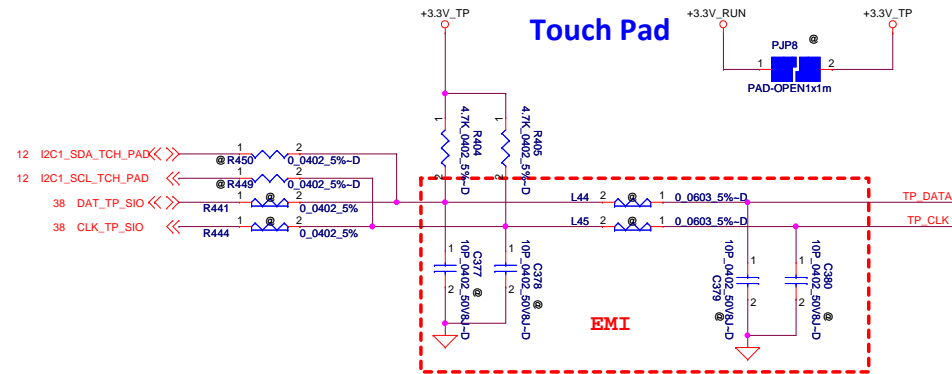 +3.3V_TP
Touch Pad
+3.3V_RUN
+3.3V_TP
PJP8 @
1 2
PAD-OPEN1x1m
1 1
4.7K_0402_5%~D
R404
4.7K_0402_5%~D
R405
2 2
12 I2C1_SDA_TCH_PAD
1 2
@ R450 0_0402_5%~D
12 I2C1_SCL_TCH_PAD
1 2
@ R449 0_0402_5%~D
38 DAT_TP_SIO
1 @ 2
R441 0_0402_5%
38 CLK_TP_SIO
1 @ 2
R444 0_0402_5%
L44 2 @ 1 0_0603_5%~D
TP_DATA
L45 2 @ 1 0_0603_5%~D
TP_CLK
1 2
10P_0402_50V8J~D
C377 @
1 2
10P_0402_50V8J~D
C378 @
EMI
1 2
10P_0402_50V8J~D
C379 @
1 2
10P_0402_50V8J~D
C380 @